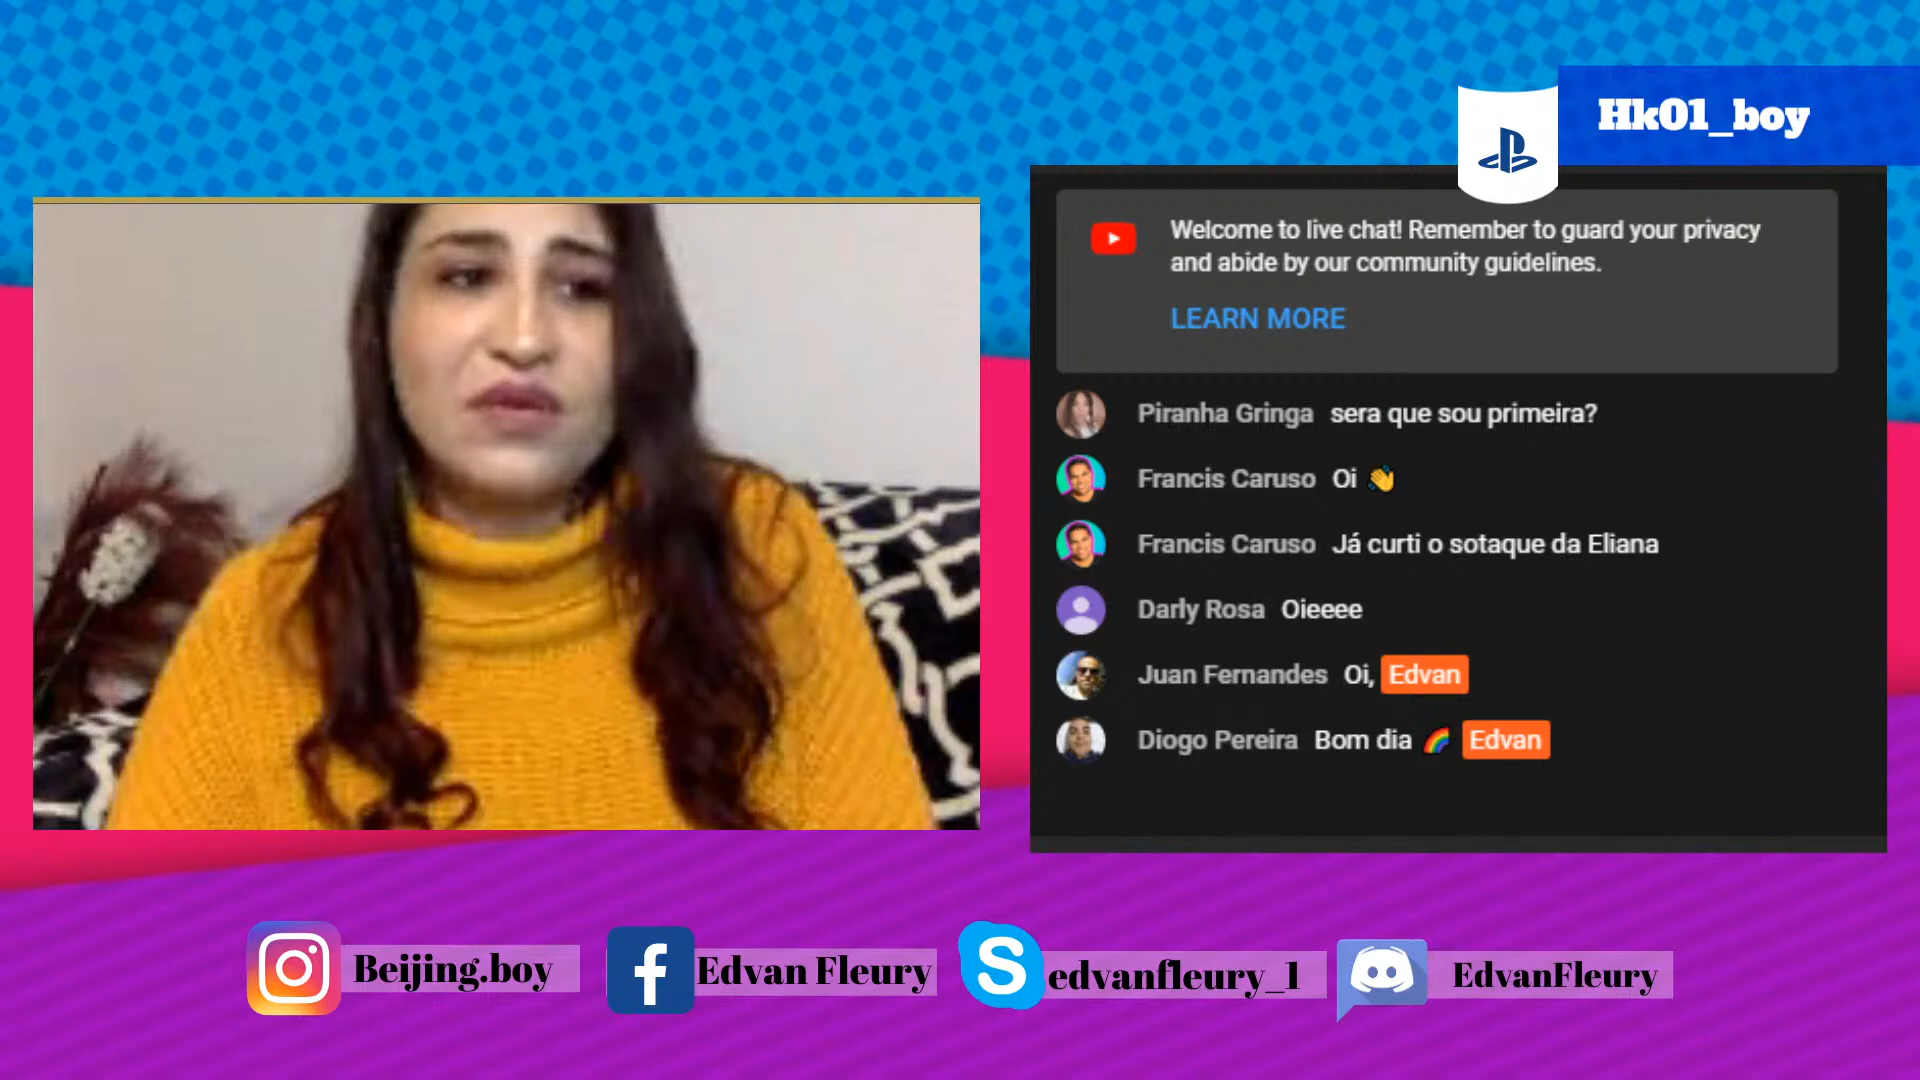 Hk01_boy
Welcome to live chat! Remember to guard your privacy
and abide by our community guidelines.
LEARN MORE
Piranha Gringa sera que sou primeira?
Francis Caruso Oi 👋
Francis Caruso Já curti o sotaque da Eliana
Darly Rosa Oieeee
Juan Fernandes Oi, Edvan
Diogo Pereira Bom dia 🌈 Edvan
Beijing.boy
Edvan Fleury
edvanfleury_1
EdvanFleury